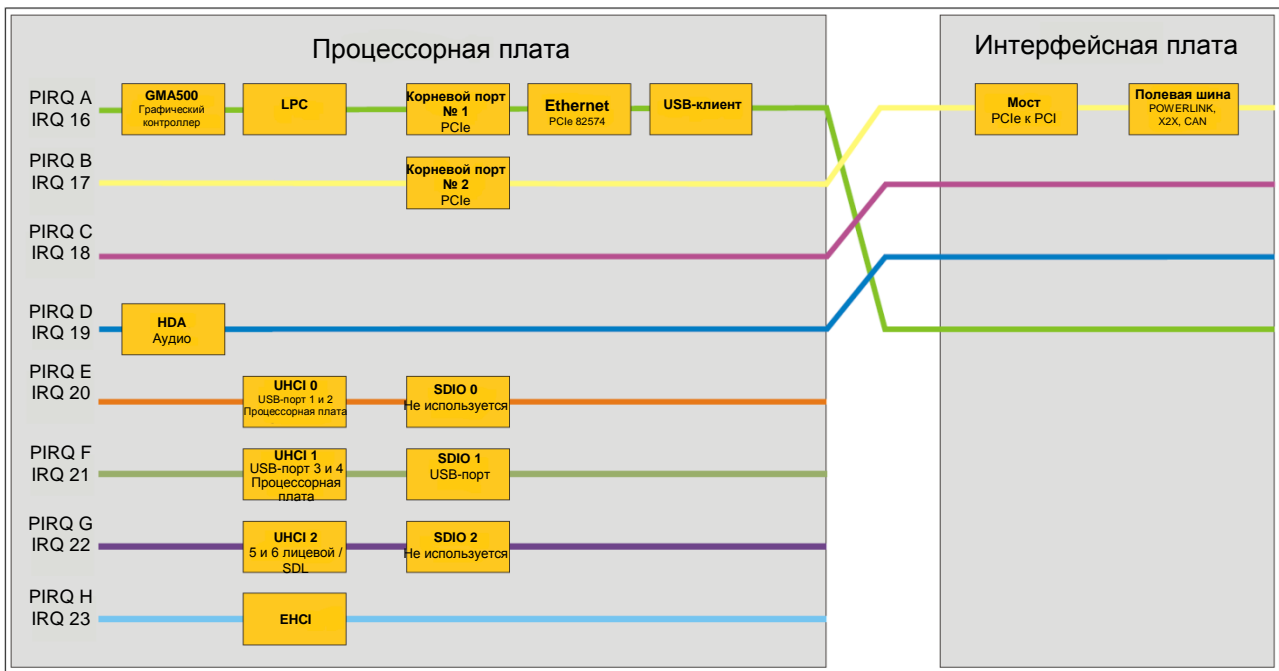 Процессорная плата
Интерфейсная плата
PIRQ A
IRQ 16
GMA500
Графический
контроллер
LPC
Корневой порт
№ 1
PCIe
Ethernet
PCIe 82574
USB-клиент
Мост
PCIe к PCI
Полевая шина
POWERLINK,
X2X, CAN
PIRQ B
IRQ 17
Корневой порт
№ 2
PCIe
PIRQ C
IRQ 18
PIRQ D
IRQ 19
HDA
Аудио
PIRQ E
IRQ 20
UHCI 0
USB-порт 1 и 2
Процессорная плата
SDIO 0
Не используется
PIRQ F
IRQ 21
UHCI 1
USB-порт 3 и 4
Процессорная
плата
SDIO 1
USB-порт
PIRQ G
IRQ 22
UHCI 2
5 и 6 лицевой /
SDL
SDIO 2
Не используется
PIRQ H
IRQ 23
EHCI